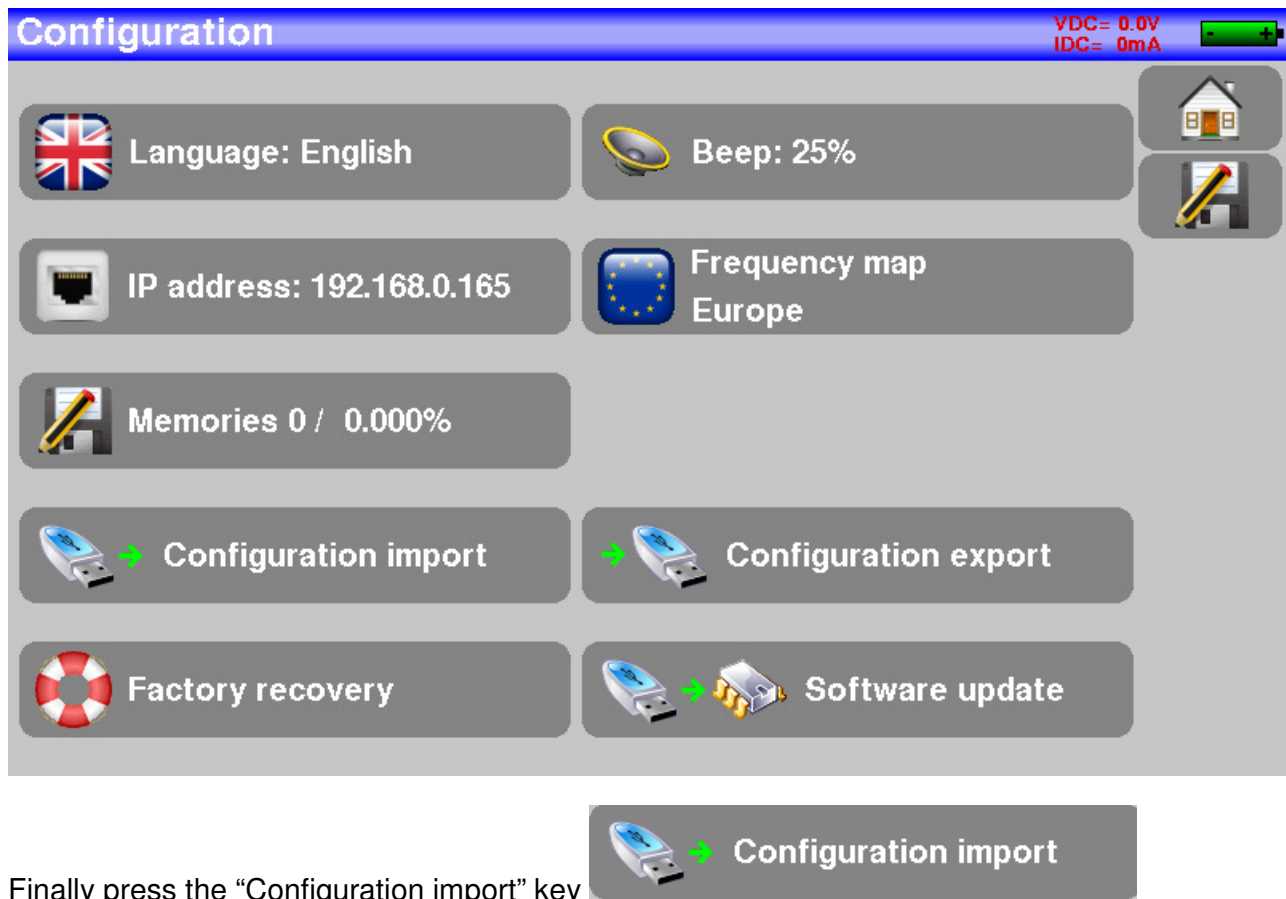 Configuration
VDC= 0.0V
IDC= 0mA
- +
Language: English
Beep: 25%
IP address: 192.168.0.165
Frequency map
Europe
Memories 0 / 0.000%
Configuration import
Configuration export
Factory recovery
Software update
Configuration import
Finally press the “Configuration import” key